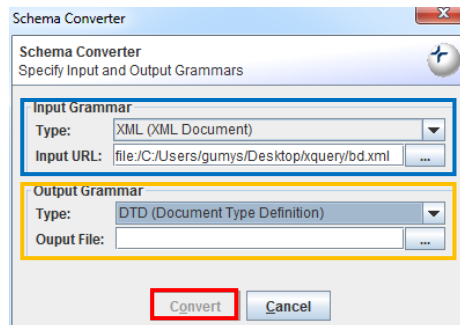 Schema Converter
Schema Converter
Specify Input and Output Grammars
Input Grammar
Type: XML (XML Document)
Input URL: file:/C:/Users/gumys/Desktop/xquery/bd.xml ...
Output Grammar
Type: DTD (Document Type Definition)
Ouput File: ...
Convert Cancel